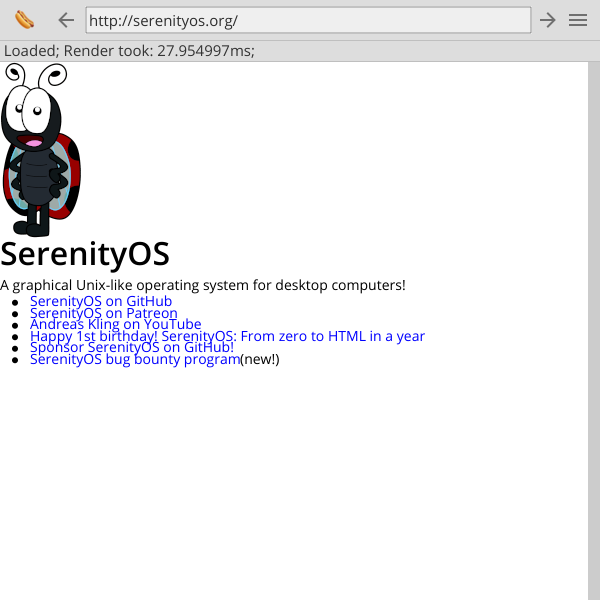 http://serenityos.org/
Loaded; Render took: 27.954997ms;
SerenityOS
A graphical Unix-like operating system for desktop computers!
SerenityOS on GitHub
SerenityOS on Patreon
Andreas Kling on YouTube
Happy 1st birthday! SerenityOS: From zero to HTML in a year
Sponsor SerenityOS on GitHub!
SerenityOS bug bounty program(new!)